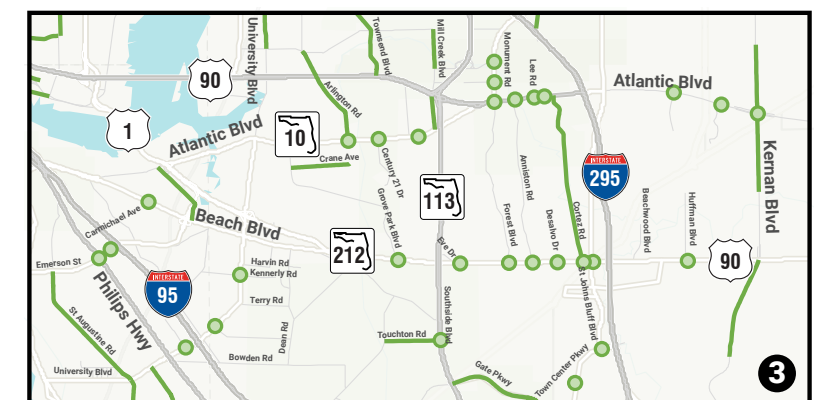 University Blvd
Townsend Blvd
Mill Creek Blvd
Monument Rd
Lee Rd
90
Atlantic Blvd
Arlington Rd
1
Atlantic Blvd
10
Crane Ave
Century 21 Dr
Anniston Rd
INTERSTATE
295
Kernan Blvd
113
Grove Park Blvd
Forest Blvd
Desalvo Dr
Cortez Rd
Beachwood Blvd
Huffman Blvd
Carmichael Ave
Beach Blvd
Eve Dr
212
90
Emerson St
Harvin Rd
Kennerly Rd
INTERSTATE
95
Philips Hwy
Terry Rd
Southside Blvd
St Johns Bluff Blvd
St Augustine Rd
Dean Rd
Touchton Rd
Bowden Rd
University Blvd
Gate Pkwy
Town Center Pkwy
3